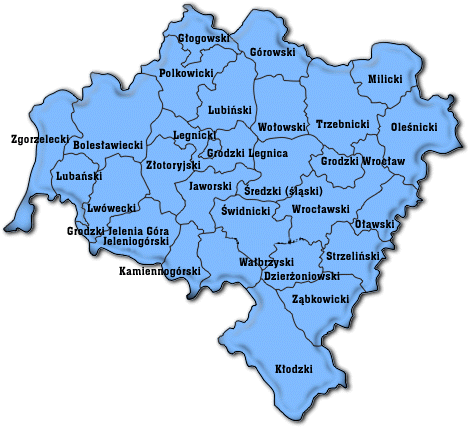 Głogowski
Górowski
Polkowicki
Milicki
Lubiński
Wołowski
Trzebnicki
Oleśnicki
Zgorzelecki
Bolesławiecki
Legnicki
Grodzki Legnica
Złotoryjski
Grodzki Wrocław
Lubański
Jaworski
Średzki (śląski)
Lwówecki
Świdnicki
Wrocławski
Oławski
Grodzki Jelenia Góra
Jeleniogórski
Strzeliński
Wałbrzyski
Kamiennogórski
Dzierżoniowski
Ząbkowicki
Kłodzki